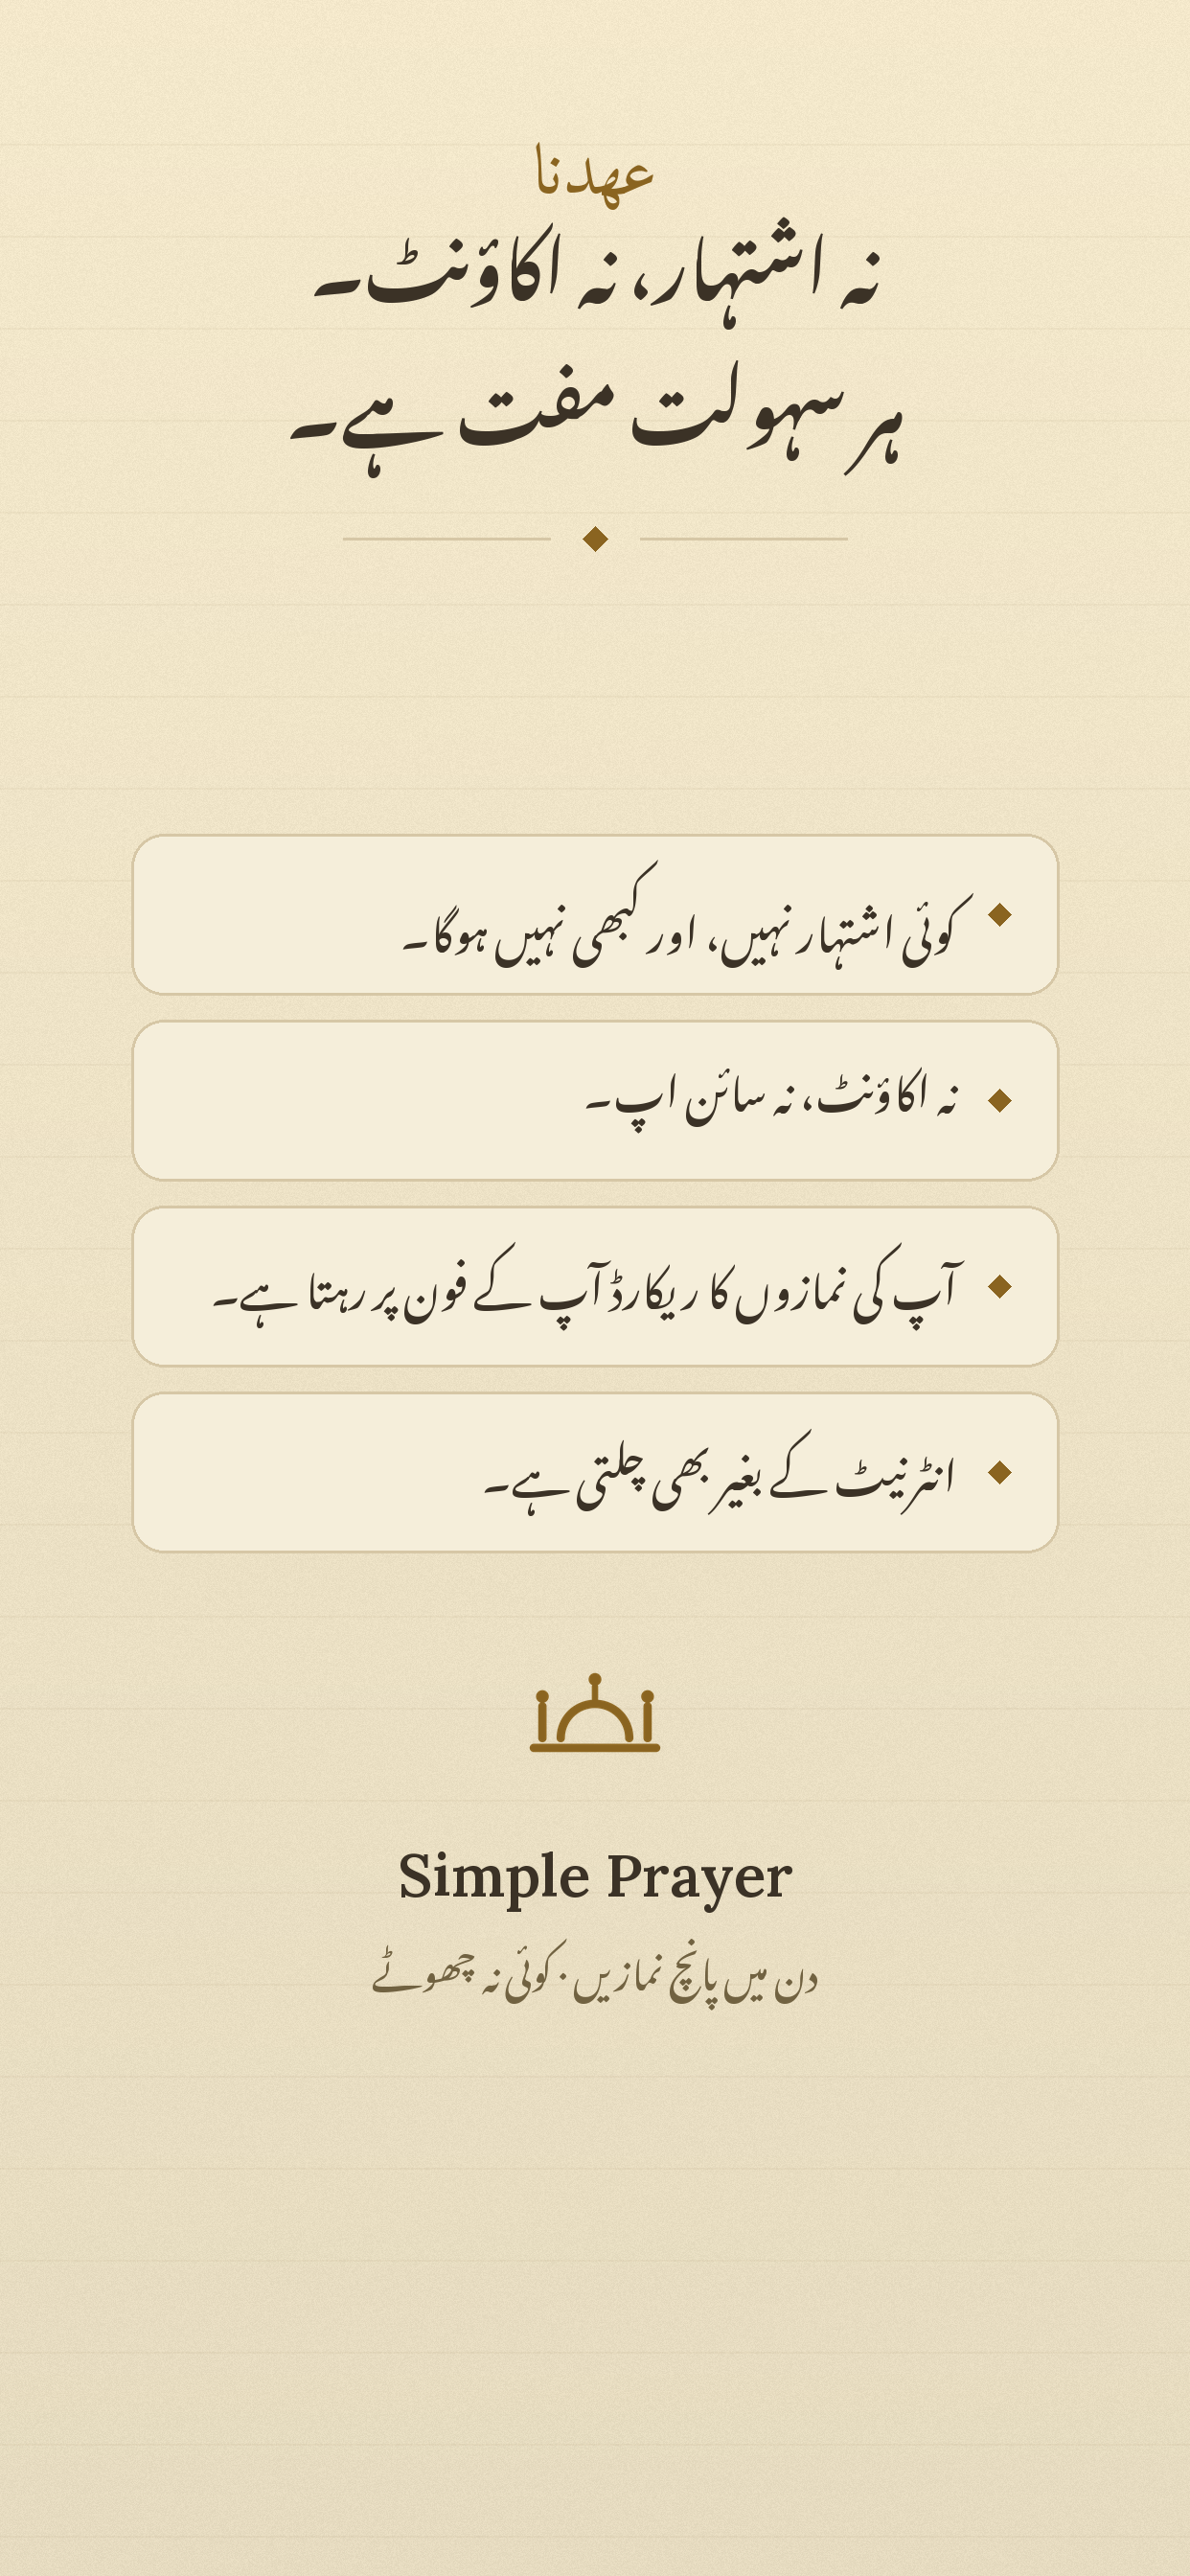 عهدنا
نہ اشتہار، نہ اکاؤنٹ۔
ہر سہولت مفت ہے۔
کوئی اشتہار نہیں، اور کبھی نہیں ہوگا۔
نہ اکاؤنٹ، نہ سائن اپ۔
آپ کی نمازوں کا ریکارڈ آپ کے فون پر رہتا ہے۔
انٹرنیٹ کے بغیر بھی چلتی ہے۔
Simple Prayer
دن میں پانچ نمازیں · کوئی نہ چھوٹے